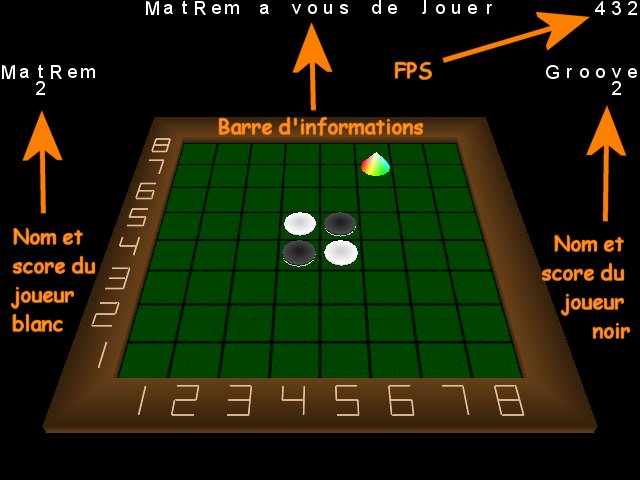 MatRem a vous de Jouer
432
FPS
MatRem
2
Groove
2
Barre d'informations
8
7
6
5
4
3
2
1
Nom et
score du
joueur
blanc
Nom et
score du
joueur
noir
1 2 3 4 5 6 7 8